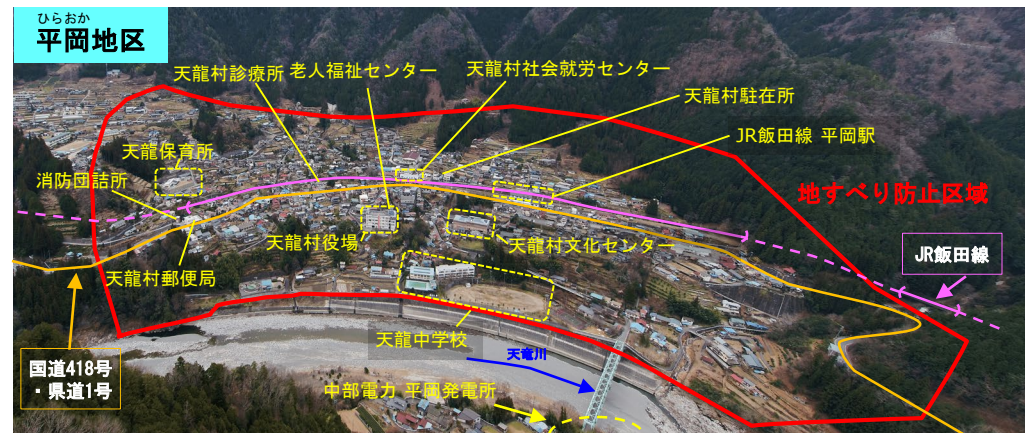 ひらおか
平岡地区
天龍村診療所
老人福祉センター
天龍村社会就労センター
天龍村駐在所
JR飯田線 平岡駅
天龍保育所
消防団詰所
地すべり防止区域
天龍村役場
天龍村文化センター
JR飯田線
天龍村郵便局
天龍中学校
天竜川
国道418号
・県道1号
中部電力 平岡発電所